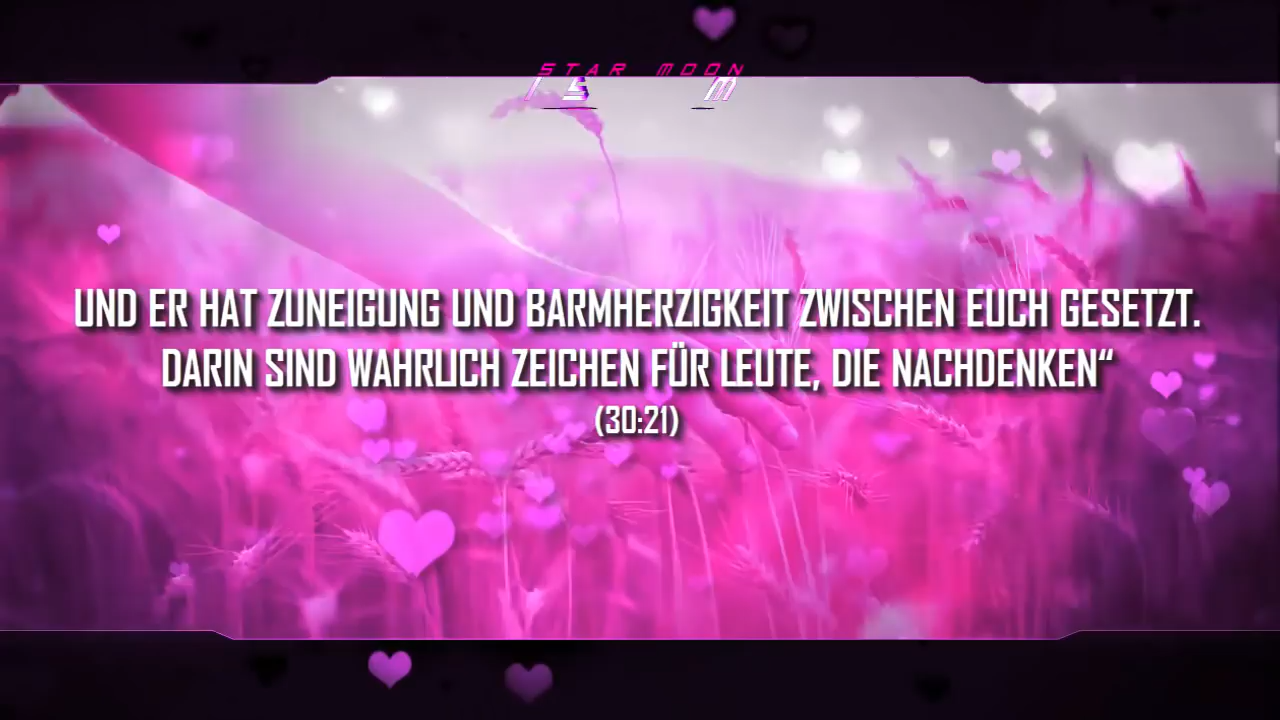 STAR MOON
UND ER HAT ZUNEIGUNG UND BARMHERZIGKEIT ZWISCHEN EUCH GESETZT.
DARIN SIND WAHRLICH ZEICHEN FÜR LEUTE, DIE NACHDENKEN“
(30:21)